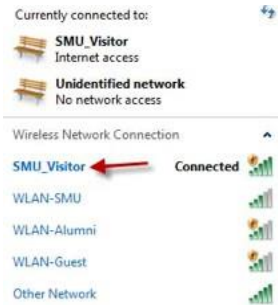 Currently connected to:
SMU_Visitor
Internet access
Unidentified network
No network access
Wireless Network Connection
SMU_Visitor Connected
WLAN-SMU
WLAN-Alumni
WLAN-Guest
Other Network